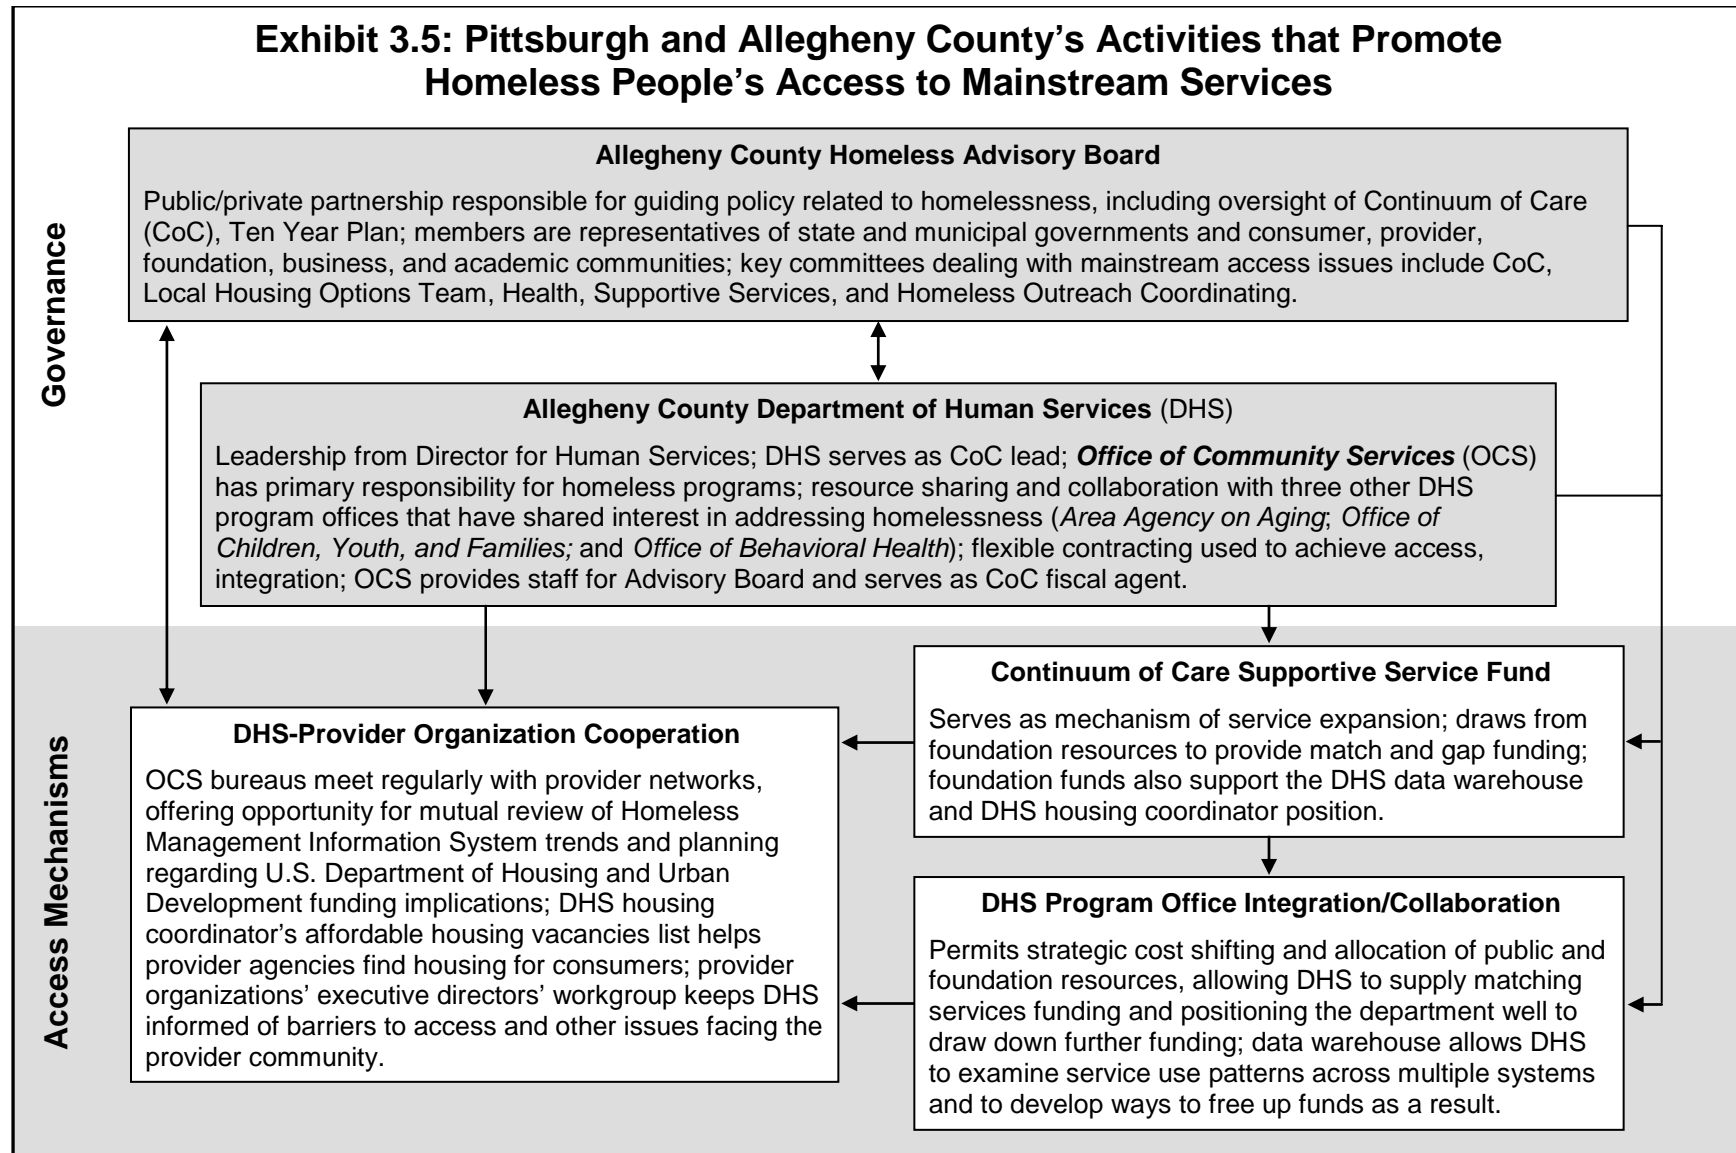 Exhibit 3.5: Pittsburgh and Allegheny County's Activities that Promote
Homeless People's Access to Mainstream Services
Governance
Allegheny County Homeless Advisory Board
Public/private partnership responsible for guiding policy related to homelessness, including oversight of Continuum of Care
(CoC), Ten Year Plan; members are representatives of state and municipal governments and consumer, provider,
foundation, business, and academic communities; key committees dealing with mainstream access issues include CoC,
Local Housing Options Team, Health, Supportive Services, and Homeless Outreach Coordinating.
Allegheny County Department of Human Services (DHS)
Leadership from Director for Human Services; DHS serves as CoC lead; Office of Community Services (OCS)
has primary responsibility for homeless programs; resource sharing and collaboration with three other DHS
program offices that have shared interest in addressing homelessness (Area Agency on Aging; Office of
Children, Youth, and Families; and Office of Behavioral Health); flexible contracting used to achieve access,
integration; OCS provides staff for Advisory Board and serves as CoC fiscal agent.
Access Mechanisms
DHS-Provider Organization Cooperation
OCS bureaus meet regularly with provider networks,
offering opportunity for mutual review of Homeless
Management Information System trends and planning
regarding U.S. Department of Housing and Urban
Development funding implications; DHS housing
coordinator's affordable housing vacancies list helps
provider agencies find housing for consumers; provider
organizations' executive directors' workgroup keeps DHS
informed of barriers to access and other issues facing the
provider community.
Continuum of Care Supportive Service Fund
Serves as mechanism of service expansion; draws from
foundation resources to provide match and gap funding;
foundation funds also support the DHS data warehouse
and DHS housing coordinator position.
DHS Program Office Integration/Collaboration
Permits strategic cost shifting and allocation of public and
foundation resources, allowing DHS to supply matching
services funding and positioning the department well to
draw down further funding; data warehouse allows DHS
to examine service use patterns across multiple systems
and to develop ways to free up funds as a result.